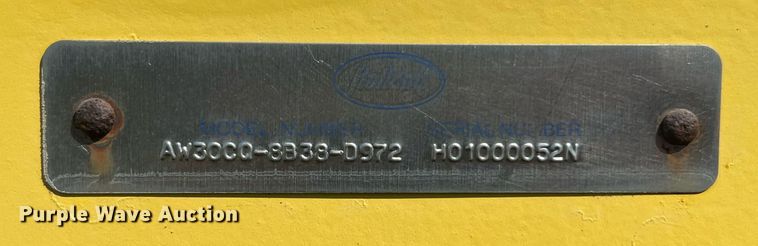 MODEL NUMBER SERIAL NUMBER
AW30CQ-8B38-D972 H01000052N
Purple Wave Auction